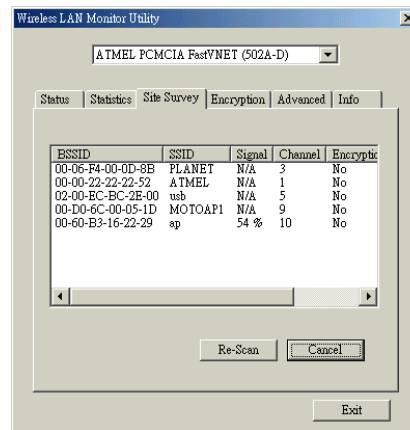 Wireless LAN Monitor Utility
ATMEL PCMCIA FastVNET (502A-D)
Status Statistics Site Survey Encryption Advanced Info
BSSID SSID Signal Channel Encryptic
00-06-F4-00-0D-8B PLANET N/A 3 No
00-00-22-22-22-52 ATMEL N/A 1 No
02-00-EC-BC-2E-00 usb N/A 5 No
00-D0-6C-00-05-1D MOTOAP1 N/A 9 No
00-60-B3-16-22-29 ap 54 % 10 No
Re-Scan Cancel
Exit